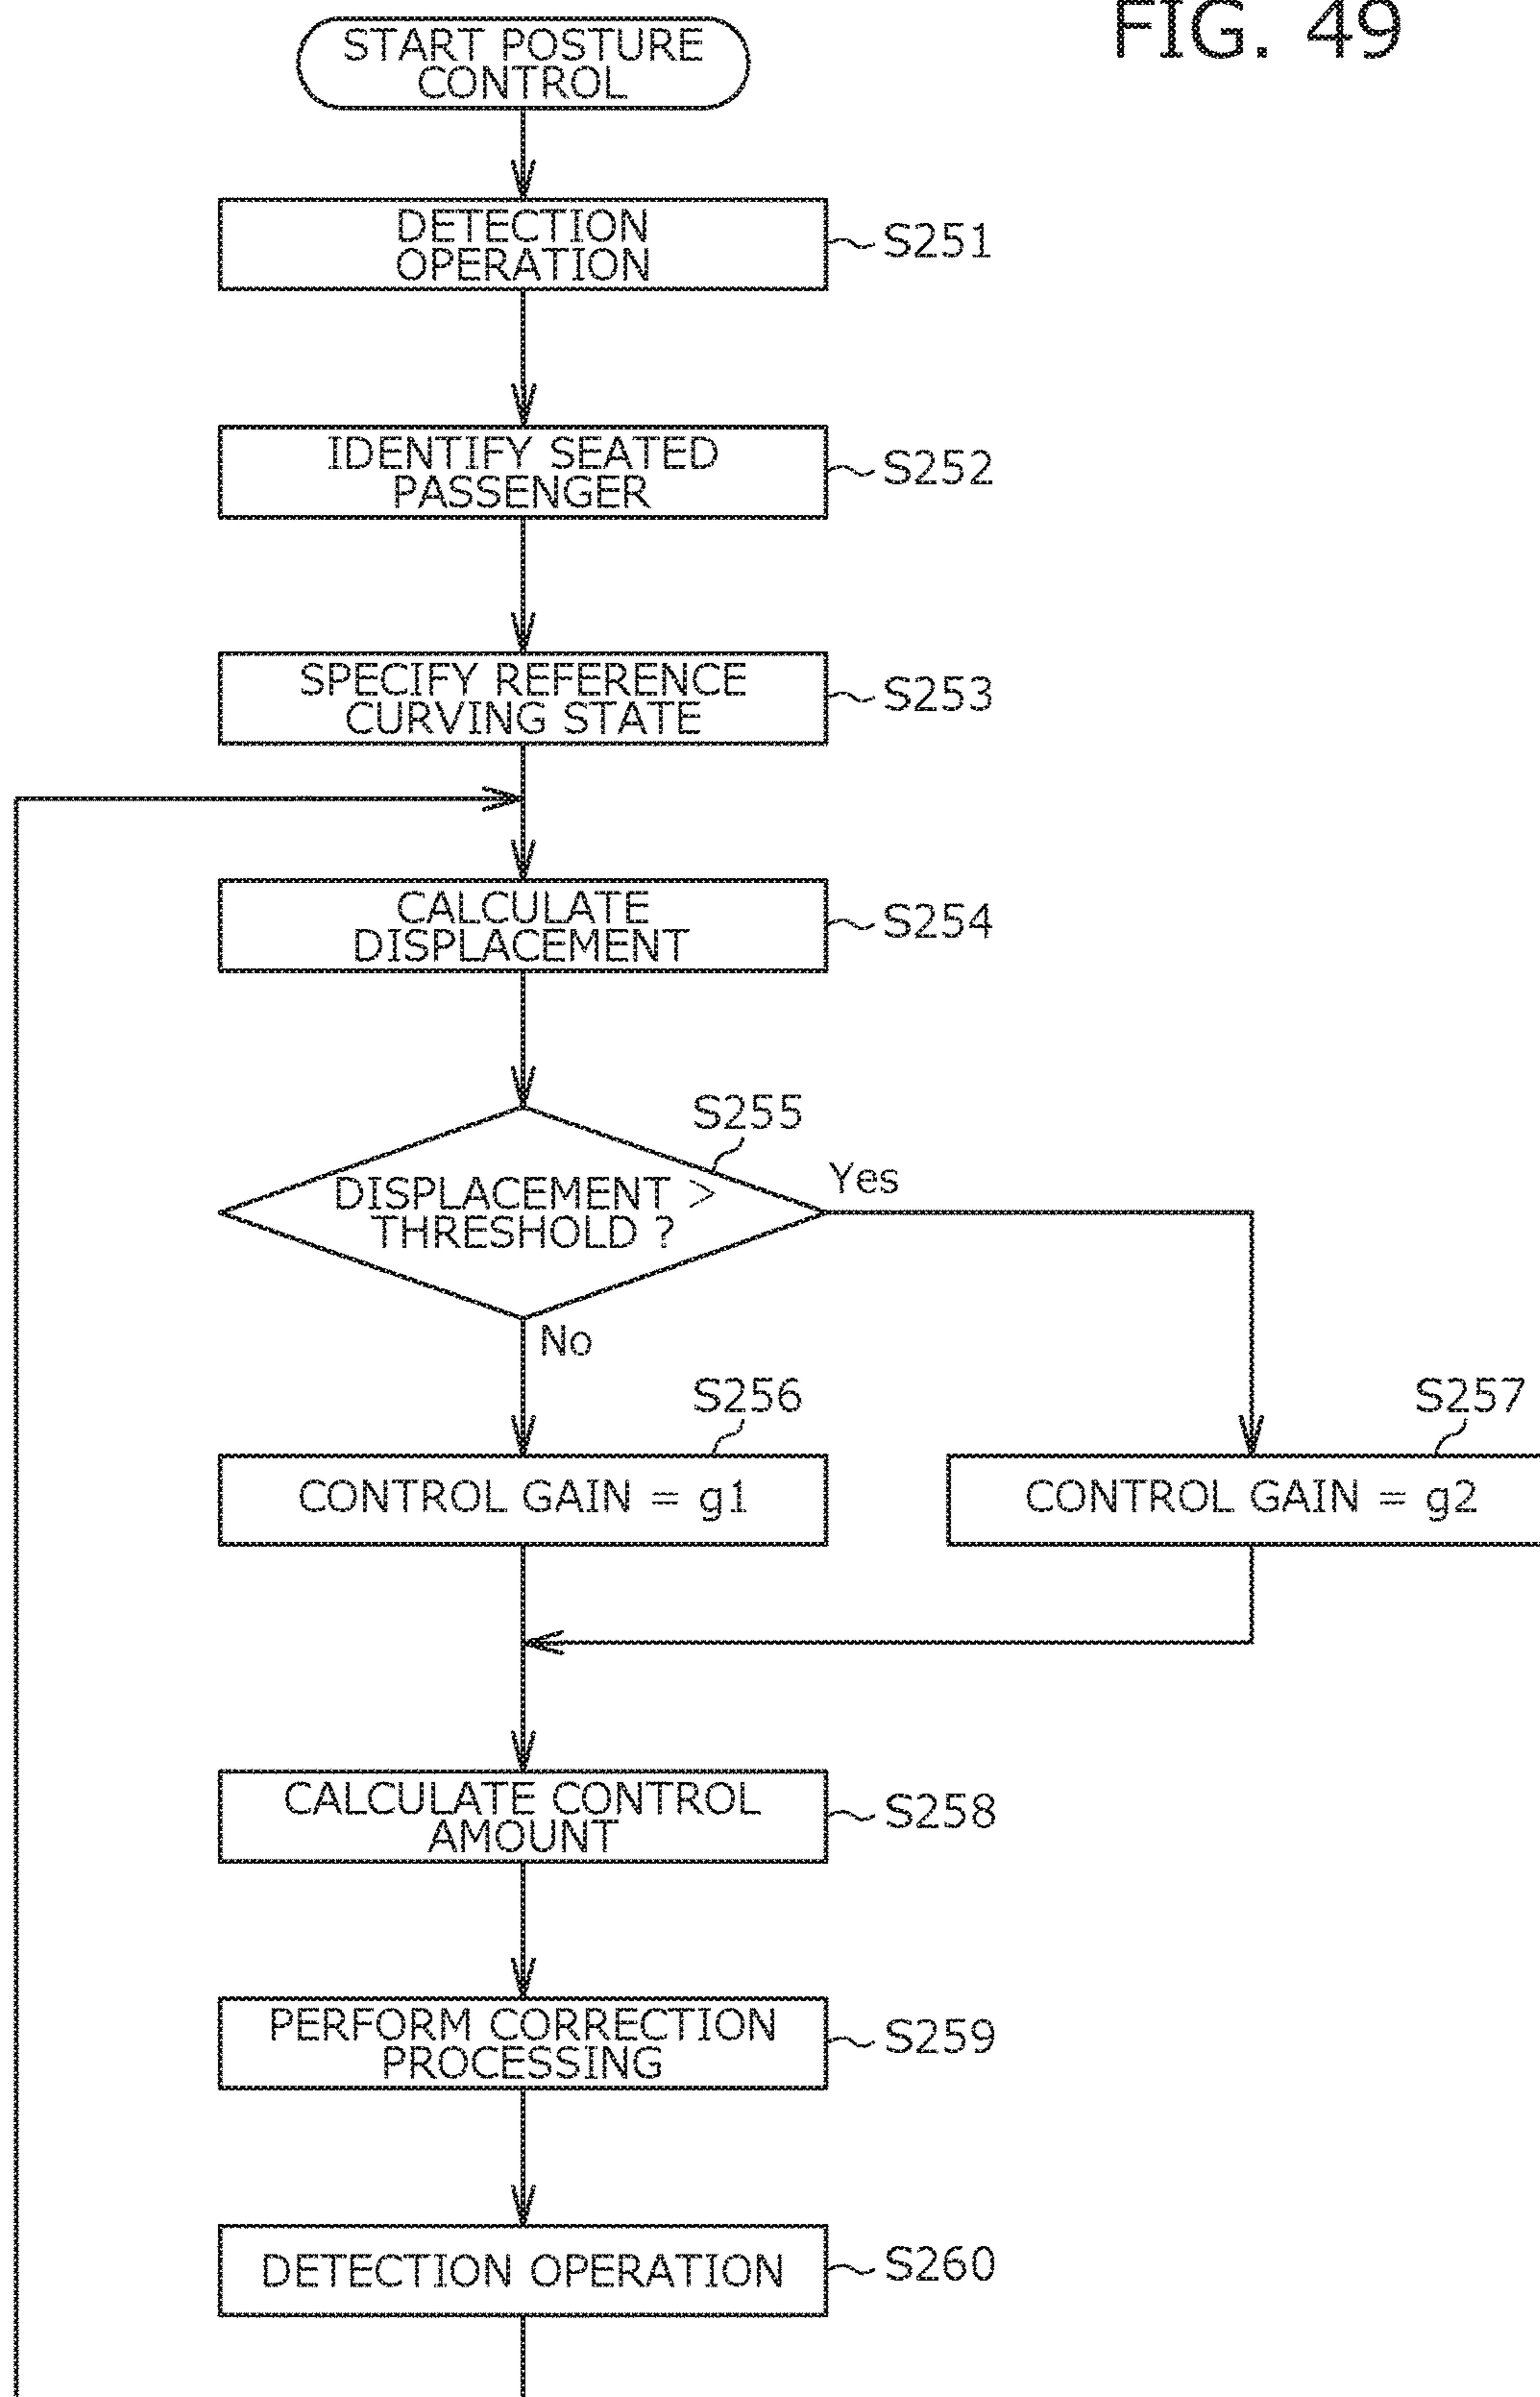 FIG. 49
START POSTURE
CONTROL
DETECTION
OPERATION
S251
IDENTIFY SEATED
PASSENGER
S252
SPECIFY REFERENCE
CURVING STATE
S253
CALCULATE
DISPLACEMENT
S254
S255
DISPLACEMENT >
THRESHOLD ?
Yes
No
S256
CONTROL GAIN = g1
S257
CONTROL GAIN = g2
CALCULATE CONTROL
AMOUNT
S258
PERFORM CORRECTION
PROCESSING
S259
DETECTION OPERATION
S260